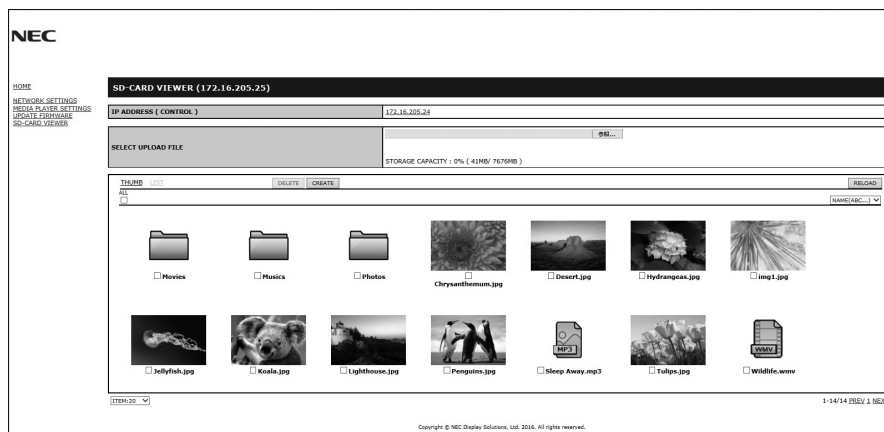 NEC
HOME
NETWORK SETTINGS
MEDIA PLAYER SETTINGS
UPDATE FIRMWARE
SD-CARD VIEWER
SD-CARD VIEWER (172.16.205.25)
IP ADDRESS ( CONTROL ) 172.16.205.24
SELECT UPLOAD FILE
参照...
STORAGE CAPACITY : 0% ( 41MB/ 7676MB )
THUMB LIST DELETE CREATE RELOAD
ALL
NAME(ABC...)
Movies Musics Photos Chrysanthemum.jpg Desert.jpg Hydrangeas.jpg img1.jpg
MP3 WMV
Jellyfish.jpg Koala.jpg Lighthouse.jpg Penguins.jpg Sleep Away.mp3 Tulips.jpg Wildlife.wmv
ITEM:20 1-14/14 PREV 1 NEX
Copyright © NEC Display Solutions, Ltd. 2016. All rights reserved.